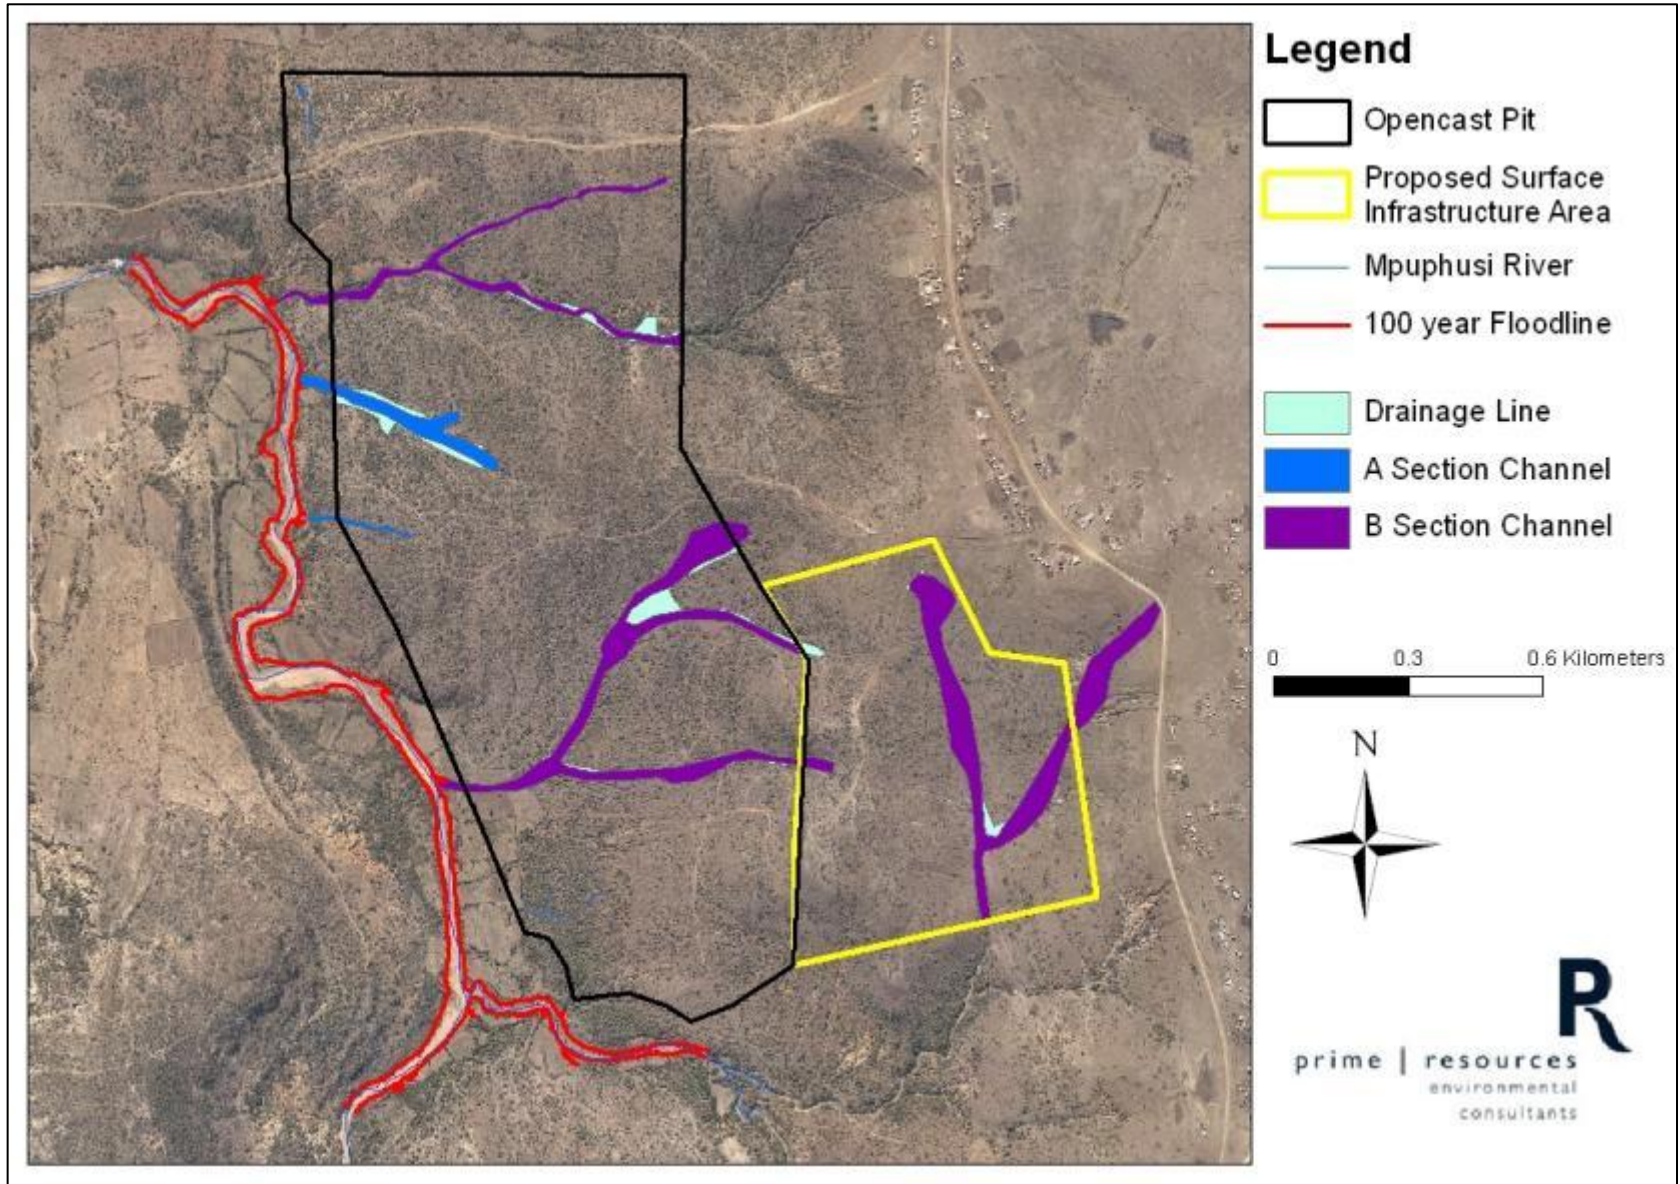 Legend
Opencast Pit
Proposed Surface
Infrastructure Area
Mpuphusi River
100 year Floodline
Drainage Line
A Section Channel
B Section Channel
0 0.3 0.6 Kilometers
N
R
prime | resources
environmental
consultants